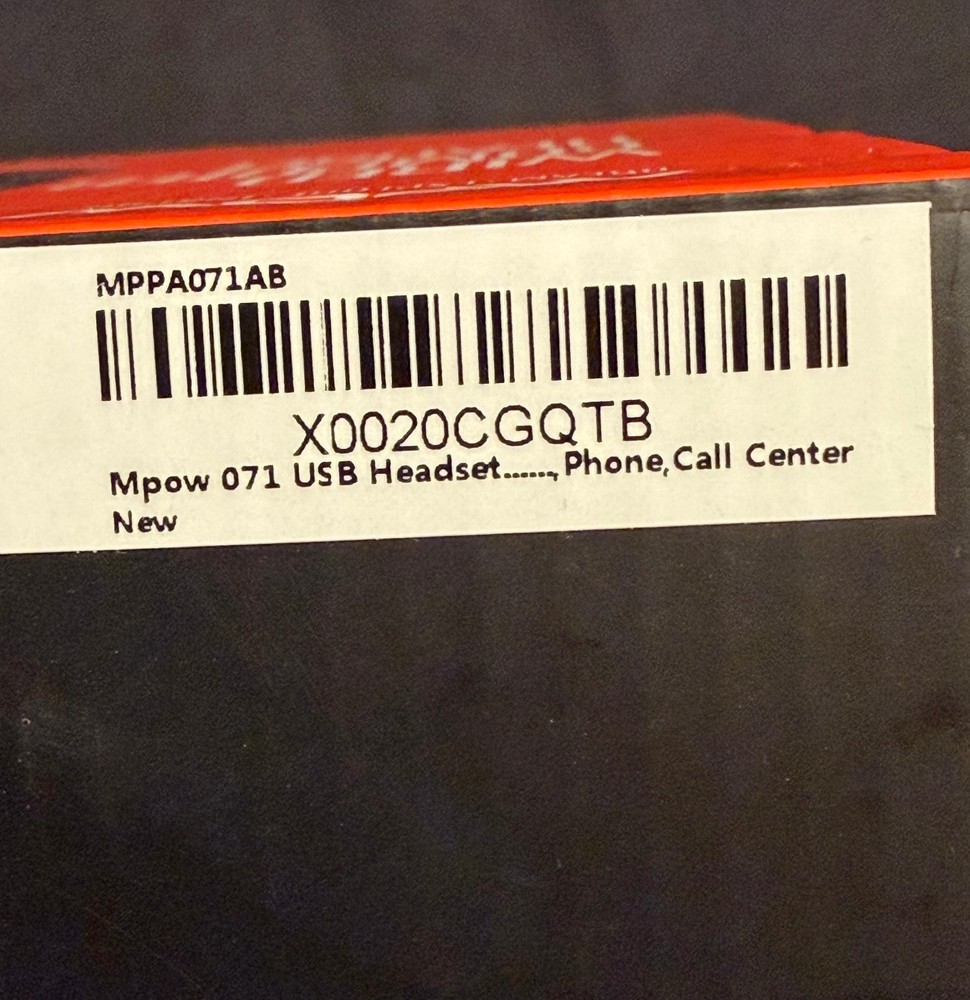 MPPA071AB
X0020CGQTB
Mpow 071 USB Headset......, Phone,Call Center
New